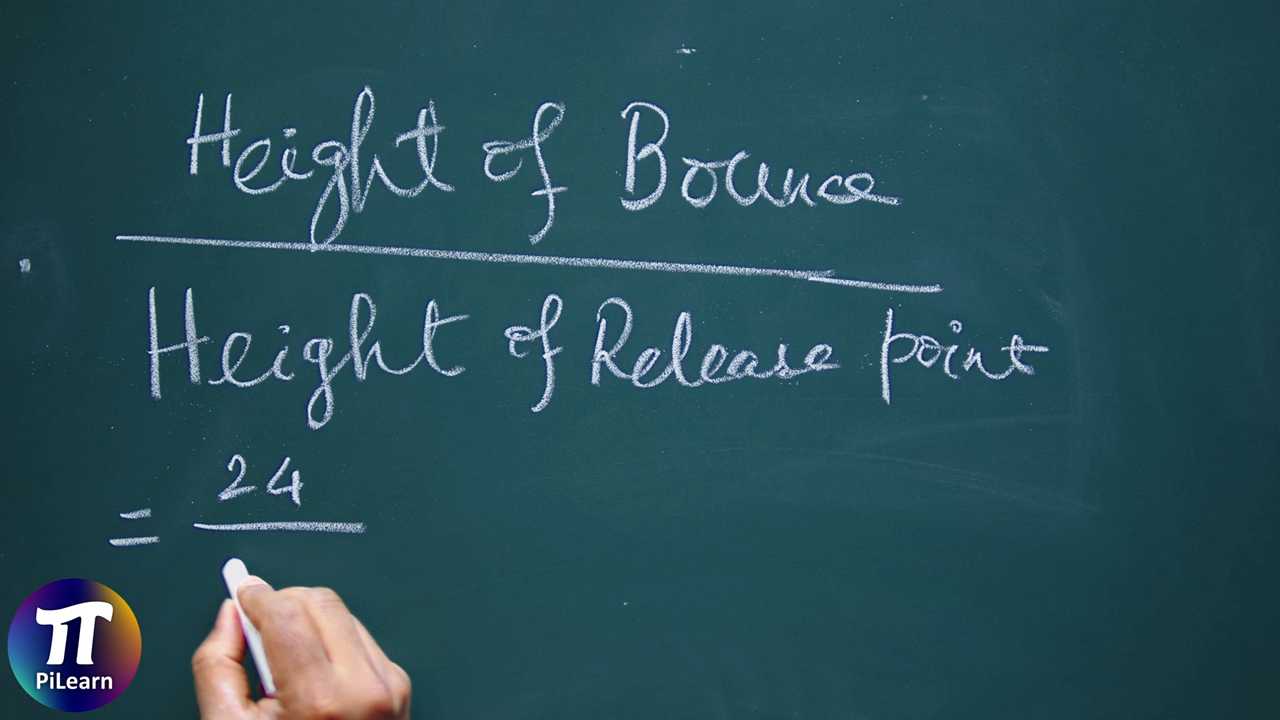 Height of Bounce
Height of Release point
= 24
π
PiLearn